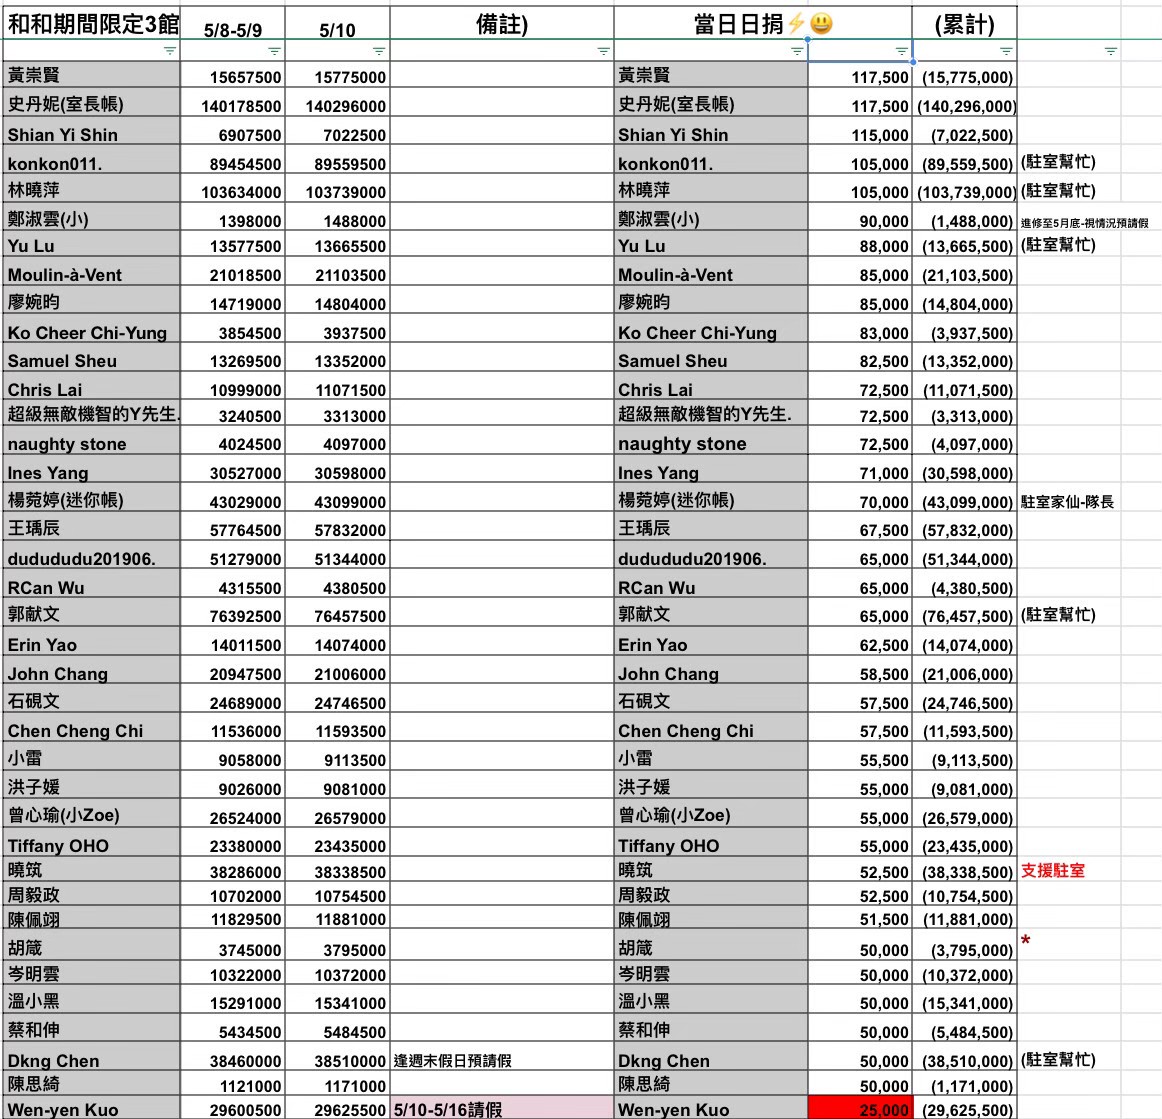 和和期間限定3館 5/8-5/9 5/10 備註) 當日日捐⚡😃 (累計)
黃崇賢 15657500 15775000 黃崇賢 117,500 (15,775,000)
史丹妮(室長帳) 140178500 140296000 史丹妮(室長帳) 117,500 (140,296,000)
Shian Yi Shin 6907500 7022500 Shian Yi Shin 115,000 (7,022,500)
konkon011. 89454500 89559500 konkon011. 105,000 (89,559,500) (駐室幫忙)
林曉萍 103634000 103739000 林曉萍 105,000 (103,739,000) (駐室幫忙)
鄭淑雲(小) 1398000 1488000 鄭淑雲(小) 90,000 (1,488,000) 進修至5月底-視情況預請假
Yu Lu 13577500 13665500 Yu Lu 88,000 (13,665,500) (駐室幫忙)
Moulin-à-Vent 21018500 21103500 Moulin-à-Vent 85,000 (21,103,500)
廖婉昀 14719000 14804000 廖婉昀 85,000 (14,804,000)
Ko Cheer Chi-Yung 3854500 3937500 Ko Cheer Chi-Yung 83,000 (3,937,500)
Samuel Sheu 13269500 13352000 Samuel Sheu 82,500 (13,352,000)
Chris Lai 10999000 11071500 Chris Lai 72,500 (11,071,500)
超級無敵機智的Y先生. 3240500 3313000 超級無敵機智的Y先生. 72,500 (3,313,000)
naughty stone 4024500 4097000 naughty stone 72,500 (4,097,000)
Ines Yang 30527000 30598000 Ines Yang 71,000 (30,598,000)
楊菀婷(迷你帳) 43029000 43099000 楊菀婷(迷你帳) 70,000 (43,099,000) 駐室家仙-隊長
王瑀辰 57764500 57832000 王瑀辰 67,500 (57,832,000)
dudududu201906. 51279000 51344000 dudududu201906. 65,000 (51,344,000)
RCan Wu 4315500 4380500 RCan Wu 65,000 (4,380,500)
郭献文 76392500 76457500 郭献文 65,000 (76,457,500) (駐室幫忙)
Erin Yao 14011500 14074000 Erin Yao 62,500 (14,074,000)
John Chang 20947500 21006000 John Chang 58,500 (21,006,000)
石硯文 24689000 24746500 石硯文 57,500 (24,746,500)
Chen Cheng Chi 11536000 11593500 Chen Cheng Chi 57,500 (11,593,500)
小雷 9058000 9113500 小雷 55,500 (9,113,500)
洪子媛 9026000 9081000 洪子媛 55,000 (9,081,000)
曾心瑜(小Zoe) 26524000 26579000 曾心瑜(小Zoe) 55,000 (26,579,000)
Tiffany OHO 23380000 23435000 Tiffany OHO 55,000 (23,435,000)
曉筑 38286000 38338500 曉筑 52,500 (38,338,500) 支援駐室
周毅政 10702000 10754500 周毅政 52,500 (10,754,500)
陳佩翊 11829500 11881000 陳佩翊 51,500 (11,881,000)
胡箴 3745000 3795000 胡箴 50,000 (3,795,000) *
岑明雲 10322000 10372000 岑明雲 50,000 (10,372,000)
溫小黑 15291000 15341000 溫小黑 50,000 (15,341,000)
蔡和伸 5434500 5484500 蔡和伸 50,000 (5,484,500)
Dkng Chen 38460000 38510000 逢週末假日預請假 Dkng Chen 50,000 (38,510,000) (駐室幫忙)
陳思綺 1121000 1171000 陳思綺 50,000 (1,171,000)
Wen-yen Kuo 29600500 29625500 5/10-5/16請假 Wen-yen Kuo 25,000 (29,625,500)